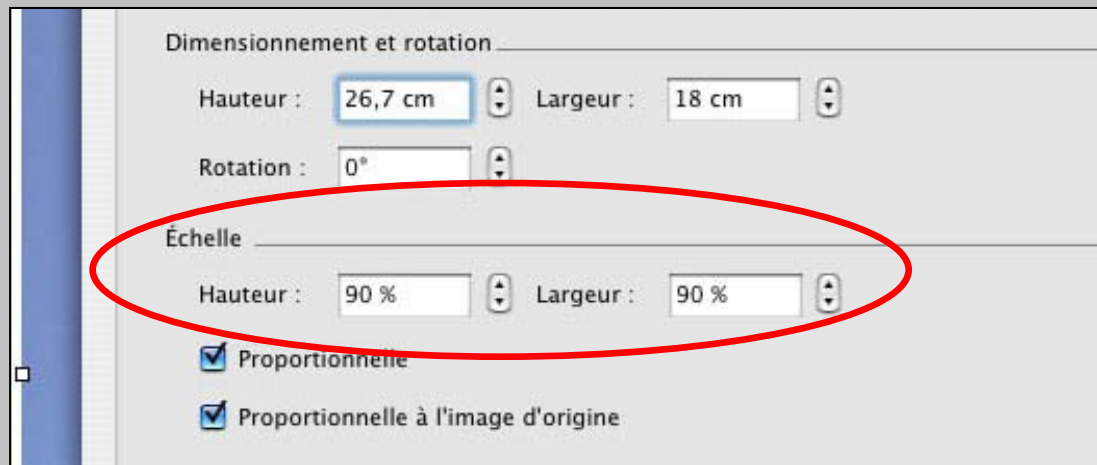 Dimensionnement et rotation
Hauteur : 26,7 cm Largeur : 18 cm
Rotation : 0°
Échelle
Hauteur : 90 % Largeur : 90 %
Proportionnelle
Proportionnelle à l'image d'origine